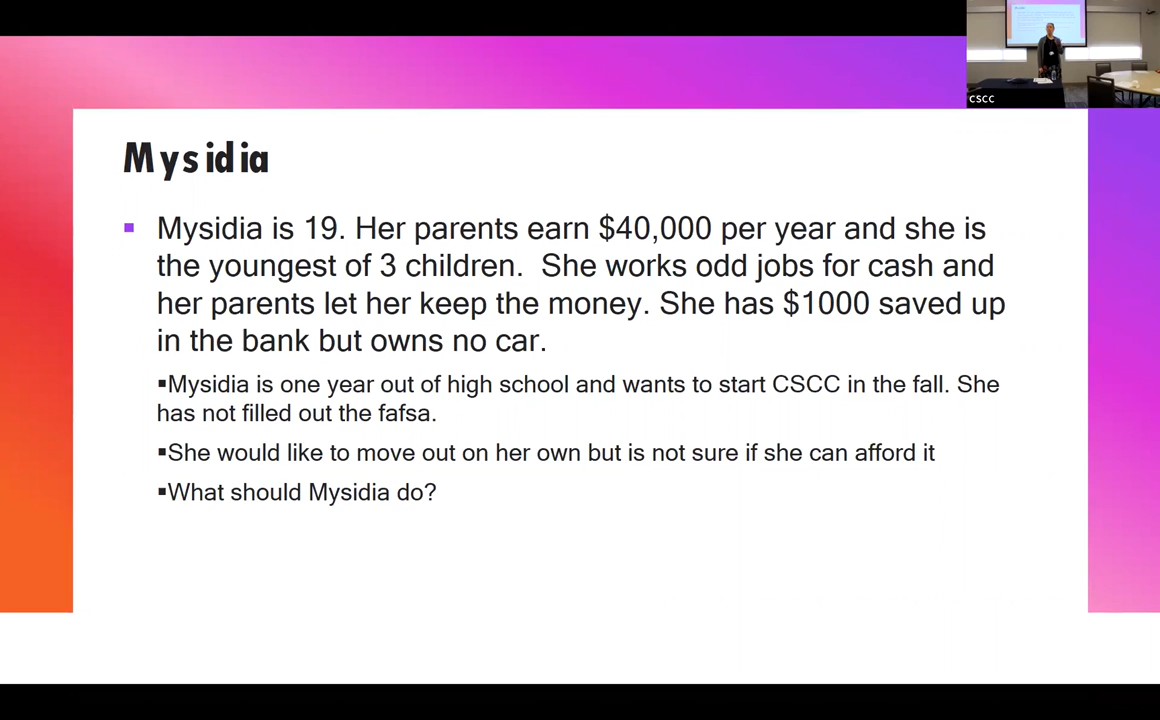 CSCC
Mysidia
▪ Mysidia is 19. Her parents earn $40,000 per year and she is
the youngest of 3 children.  She works odd jobs for cash and
her parents let her keep the money. She has $1000 saved up
in the bank but owns no car.
▪Mysidia is one year out of high school and wants to start CSCC in the fall. She
has not filled out the fafsa.
▪She would like to move out on her own but is not sure if she can afford it
▪What should Mysidia do?